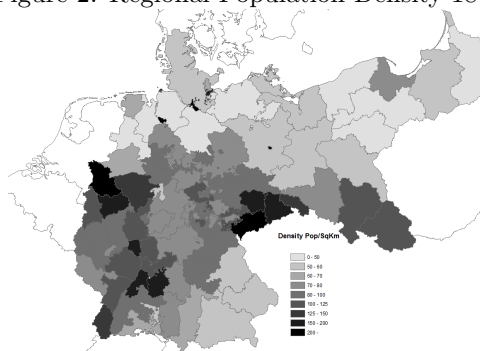 Figure 2: Regional Population Density 18
Density Pop/SqKm
0 - 50
50 - 60
60 - 70
70 - 80
80 - 100
100 - 125
125 - 150
150 - 200
200 -